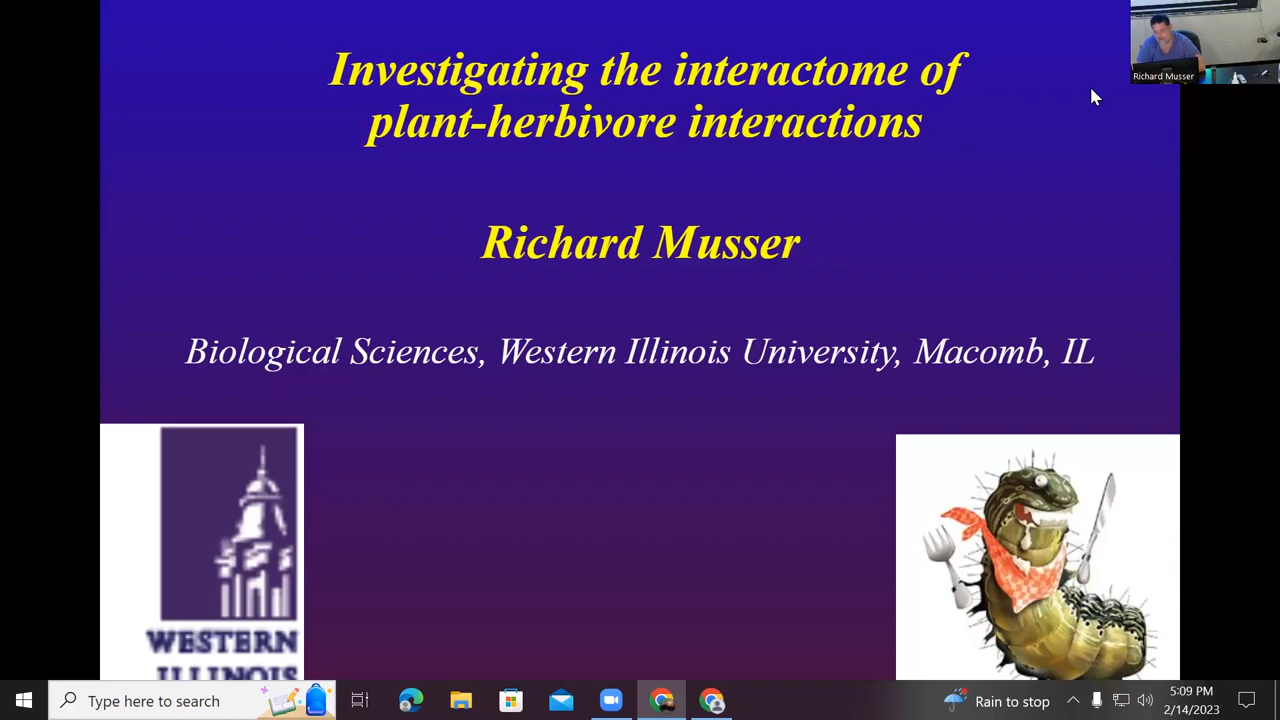 Investigating the interactome of
plant-herbivore interactions
Richard Musser
Richard Musser
Biological Sciences, Western Illinois University, Macomb, IL
WESTERN
ILLINOIS
Type here to search
Rain to stop
5:09 PM
2/14/2023